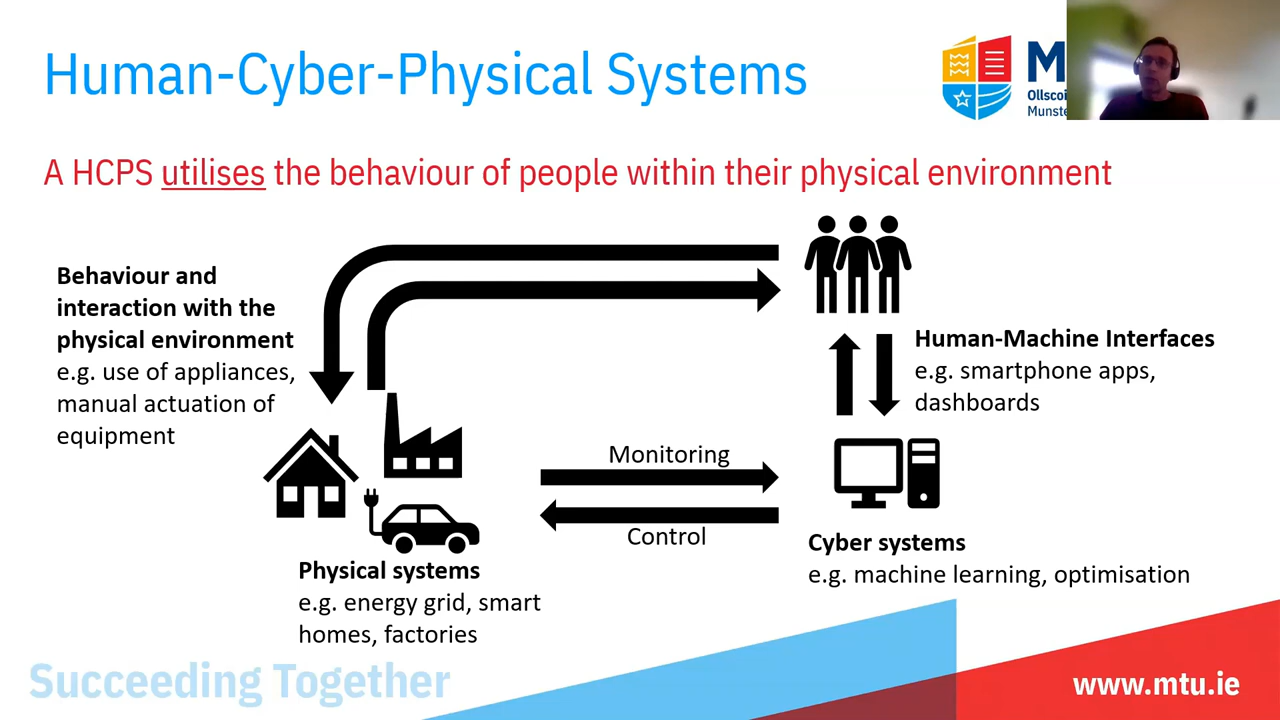 Human-Cyber-Physical Systems
M
Ollscoi
Munste
A HCPS utilises the behaviour of people within their physical environment
Behaviour and
interaction with the
physical environment
e.g. use of appliances,
manual actuation of
equipment
Human-Machine Interfaces
e.g. smartphone apps,
dashboards
Monitoring
Control
Cyber systems
e.g. machine learning, optimisation
Physical systems
e.g. energy grid, smart
homes, factories
Succeeding Together
www.mtu.ie